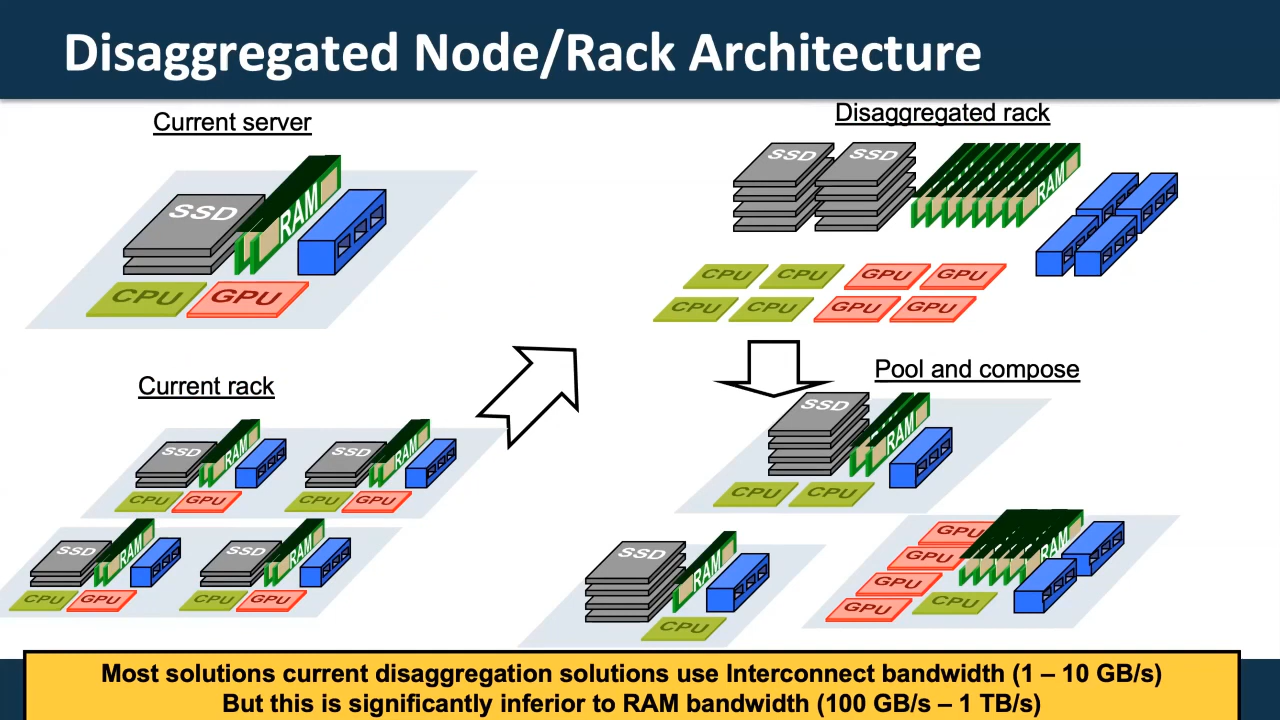 Disaggregated Node/Rack Architecture
Current server
SSD
RAM
CPU
GPU
Current rack
SSD
RAM
SSD
RAM
CPU
GPU
CPU
GPU
SSD
RAM
SSD
RAM
CPU
GPU
CPU
GPU
Disaggregated rack
SSD
SSD
RAM
CPU
CPU
GPU
GPU
CPU
CPU
GPU
GPU
Pool and compose
SSD
RAM
CPU
CPU
SSD
RAM
CPU
GPU
RAM
GPU
GPU
CPU
GPU
Most solutions current disaggregation solutions use Interconnect bandwidth (1 – 10 GB/s)
But this is significantly inferior to RAM bandwidth (100 GB/s – 1 TB/s)